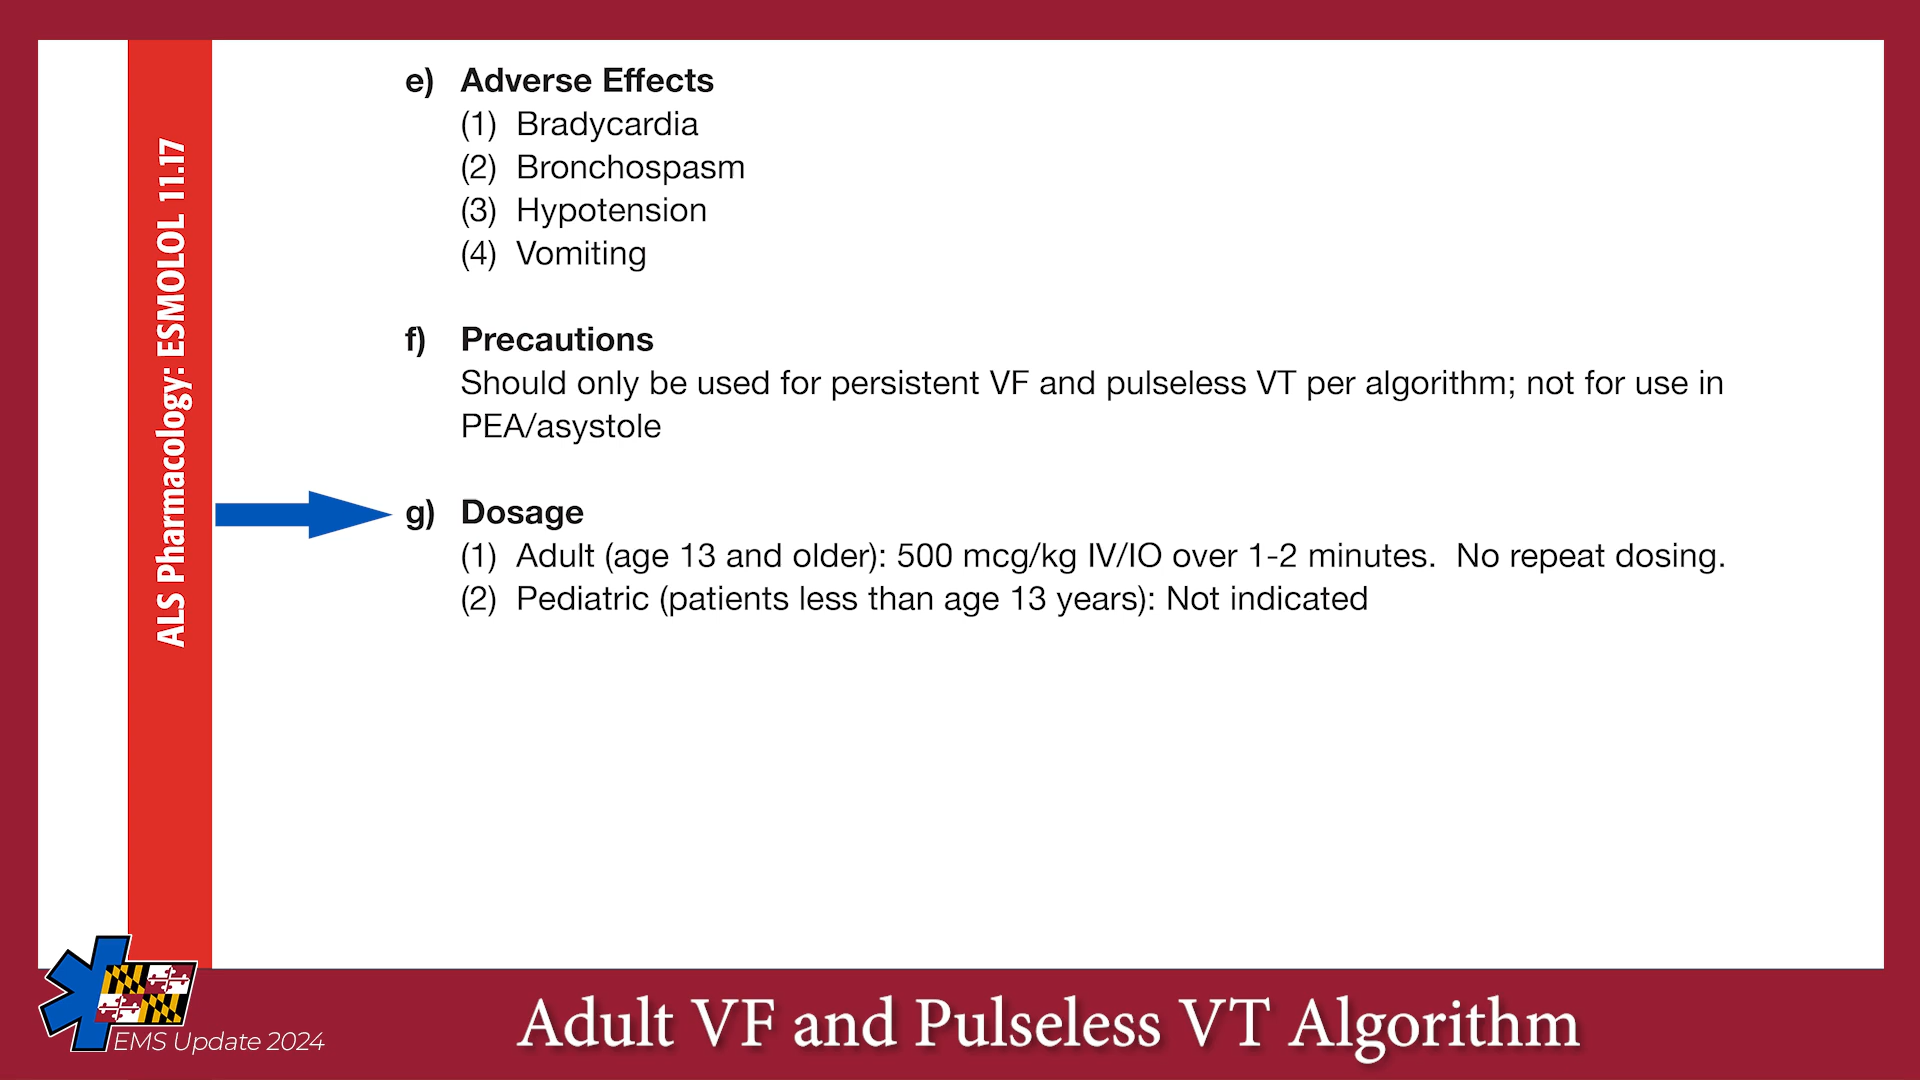 ALS Pharmacology: ESMOLOL 11.17
e) Adverse Effects
(1) Bradycardia
(2) Bronchospasm
(3) Hypotension
(4) Vomiting
f) Precautions
Should only be used for persistent VF and pulseless VT per algorithm; not for use in
PEA/asystole
g) Dosage
(1) Adult (age 13 and older): 500 mcg/kg IV/IO over 1-2 minutes. No repeat dosing.
(2) Pediatric (patients less than age 13 years): Not indicated
EMS Update 2024
Adult VF and Pulseless VT Algorithm